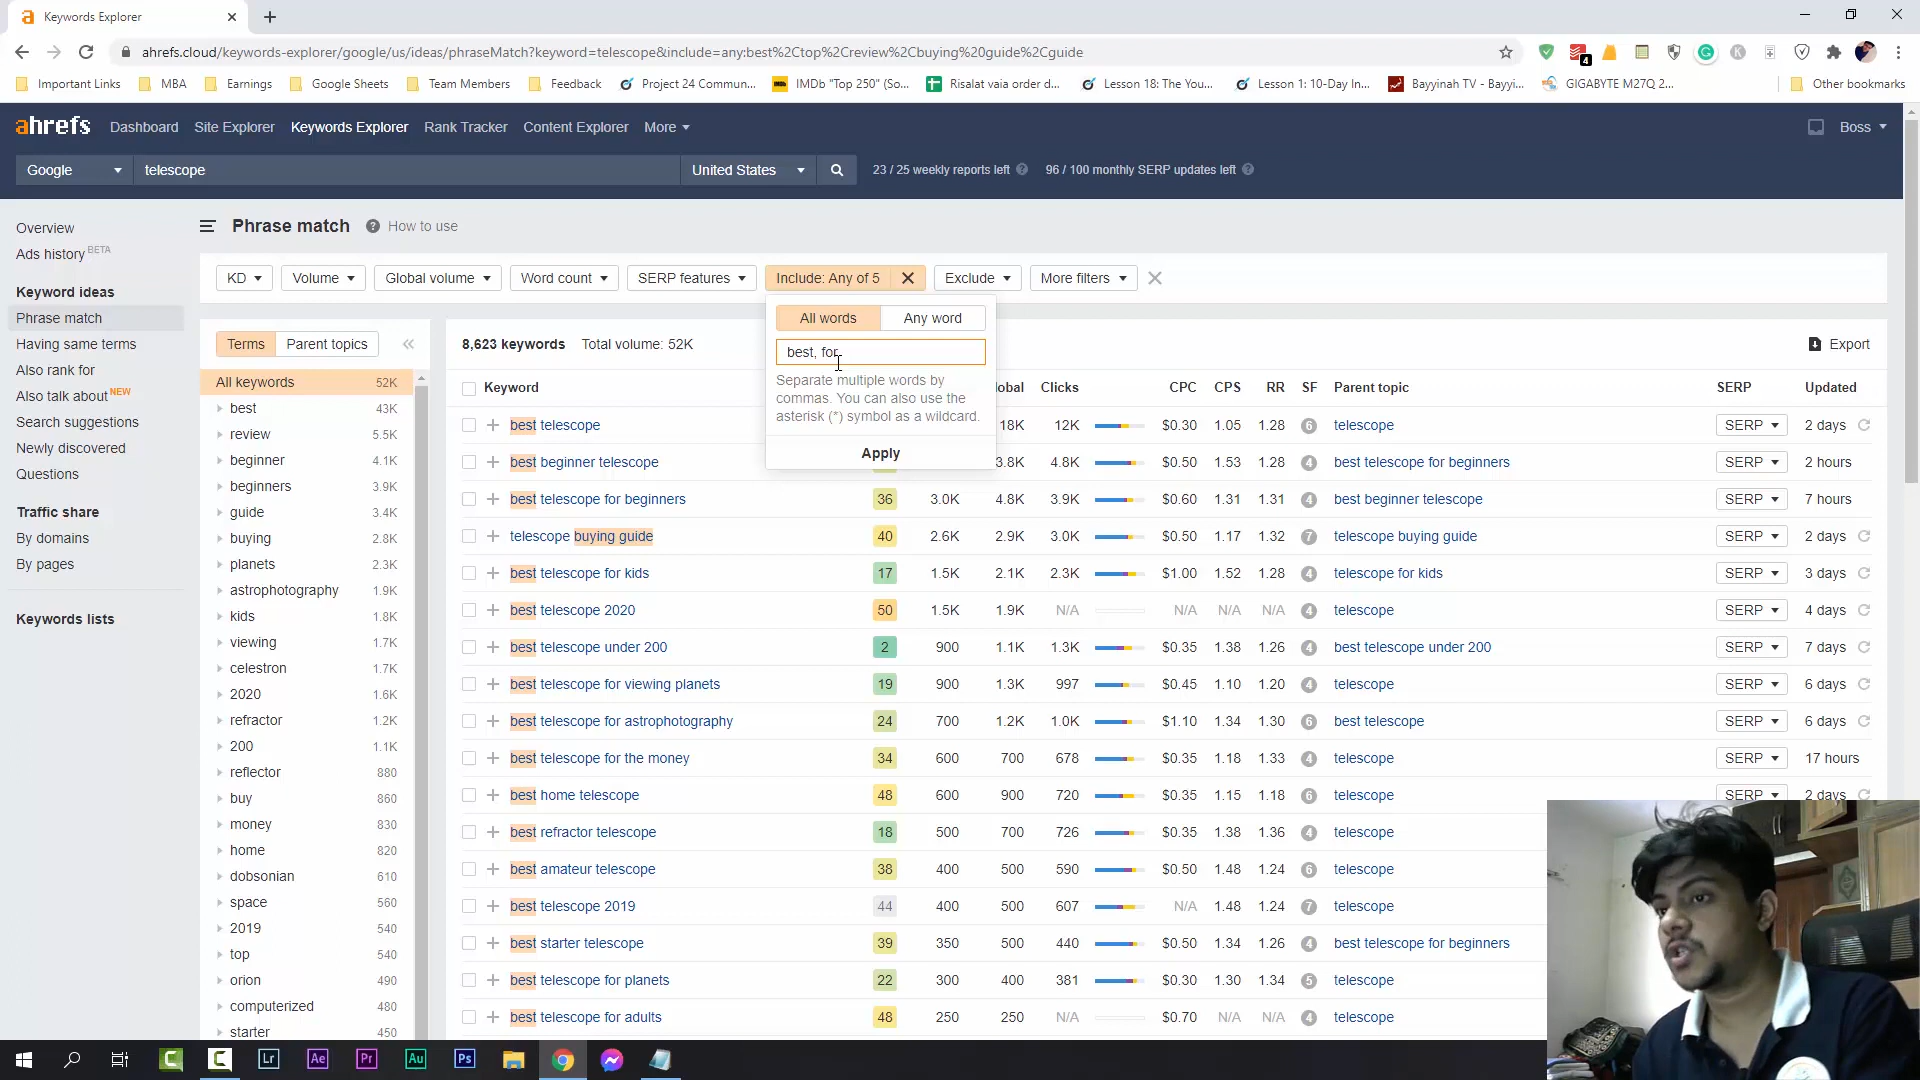 Keywords Explorer
ahrefs.cloud/keywords-explorer/google/us/ideas/phraseMatch?keyword=telescope&include=any:best%2Ctop%2Creview%2Cbuying%20guide%2Cguide
4
Important Links MBA Earnings Google Sheets Team Members Feedback Project 24 Commun... IMDb "Top 250" (So... Risalat vaia order d... Lesson 18: The You... Lesson 1: 10-Day In... Bayyinah TV - Bayyi... GIGABYTE M27Q 2... Other bookmarks
ahrefs Dashboard Site Explorer Keywords Explorer Rank Tracker Content Explorer More Boss
Google telescope United States 23 / 25 weekly reports left 96 / 100 monthly SERP updates left
Overview
Ads history BETA
Keyword ideas
Phrase match
Having same terms
Also rank for
Also talk about NEW
Search suggestions
Newly discovered
Questions
Traffic share
By domains
By pages
Keywords lists
Phrase match How to use
KD Volume Global volume Word count SERP features Include: Any of 5 Exclude More filters
All words Any word
best, for
Separate multiple words by
commas. You can also use the
asterisk (*) symbol as a wildcard.
Apply
Terms Parent topics
All keywords 52K
best 43K
review 5.5K
beginner 4.1K
beginners 3.9K
guide 3.4K
buying 2.8K
planets 2.3K
astrophotography 1.9K
kids 1.8K
viewing 1.7K
celestron 1.7K
2020 1.6K
refractor 1.2K
200 1.1K
reflector 880
buy 860
money 830
home 820
dobsonian 610
space 560
2019 540
top 540
orion 490
computerized 480
starter 450
8,623 keywords Total volume: 52K Export
Keyword obal Clicks CPC CPS RR SF Parent topic SERP Updated
best telescope 18K 12K $0.30 1.05 1.28 6 telescope SERP 2 days
best beginner telescope 3.8K 4.8K $0.50 1.53 1.28 4 best telescope for beginners SERP 2 hours
best telescope for beginners 36 3.0K 4.8K 3.9K $0.60 1.31 1.31 4 best beginner telescope SERP 7 hours
telescope buying guide 40 2.6K 2.9K 3.0K $0.50 1.17 1.32 7 telescope buying guide SERP 2 days
best telescope for kids 17 1.5K 2.1K 2.3K $1.00 1.52 1.28 4 telescope for kids SERP 3 days
best telescope 2020 50 1.5K 1.9K N/A N/A N/A N/A 4 telescope SERP 4 days
best telescope under 200 2 900 1.1K 1.3K $0.35 1.38 1.26 4 best telescope under 200 SERP 7 days
best telescope for viewing planets 19 900 1.3K 997 $0.45 1.10 1.20 4 telescope SERP 6 days
best telescope for astrophotography 24 700 1.2K 1.0K $1.10 1.34 1.30 6 best telescope SERP 6 days
best telescope for the money 34 600 700 678 $0.35 1.18 1.33 4 telescope SERP 17 hours
best home telescope 48 600 900 720 $0.35 1.15 1.18 6 telescope SERP 2 days
best refractor telescope 18 500 700 726 $0.35 1.38 1.36 4 telescope
best amateur telescope 38 400 500 590 $0.50 1.48 1.24 6 telescope
best telescope 2019 44 400 500 607 N/A 1.48 1.24 7 telescope
best starter telescope 39 350 500 440 $0.50 1.34 1.26 4 best telescope for beginners
best telescope for planets 22 300 400 381 $0.30 1.30 1.34 5 telescope
best telescope for adults 48 250 250 N/A $0.70 N/A N/A 4 telescope
Lr Ae Pr Au Ps